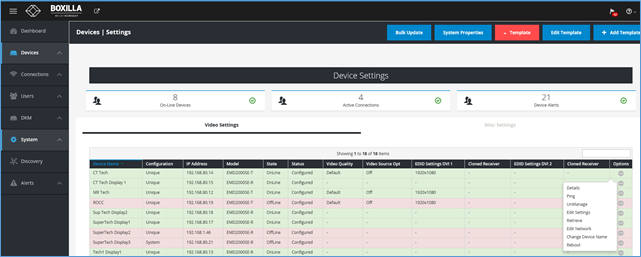 BOXILLA
Dashboard
Devices
Connections
Users
DKM
System
Discovery
Alerts
Devices | Settings
Bulk Update
System Properties
Template
Edit Template
+ Add Template
Device Settings
8
On-Line Devices
4
Active Connections
21
Device Alerts
Video Settings
Misc Settings
Showing 1 to 18 of 18 items
Device Name Configuration IP Address Model State Status Video Quality Video Source Opt EDID Settings DVI 1 Cloned Receiver EDID Settings DVI 2 Cloned Receiver Options
CT Tech Unique 192.168.80.14 EMD2000SE-T OnLine Configured Default Off 1920x1080 - - -
CT Tech Display 1 Unique 192.168.80.15 EMD2000SE-R OnLine Configured - - - - - -
MR Tech Unique 192.168.80.12 EMD2000SE-T OnLine Configured Default Off 1920x1080 - -
ROCC Unique 192.168.80.19 EMD2000SE-T OffLine Configured Default Off 1920x1080 - -
Sup Tech Display2 Unique 192.168.80.18 EMD2000SE-R OnLine Configured - - - - -
SuperTech Display1 Unique 192.168.80.17 EMD2000SE-R OnLine Configured - - - - -
SuperTech Display2 Unique 192.168.1.46 EMD2000SE-R OffLine Configured - - - - -
SuperTech Display3 System 192.168.80.21 EMD2000SE-R OffLine Configured - - - - -
Tech1 Display1 Unique 192.168.80.13 EMD2000SE-R OnLine Configured - - - - -
Details
Ping
UnManage
Edit Settings
Retrieve
Edit Network
Change Device Name
Reboot